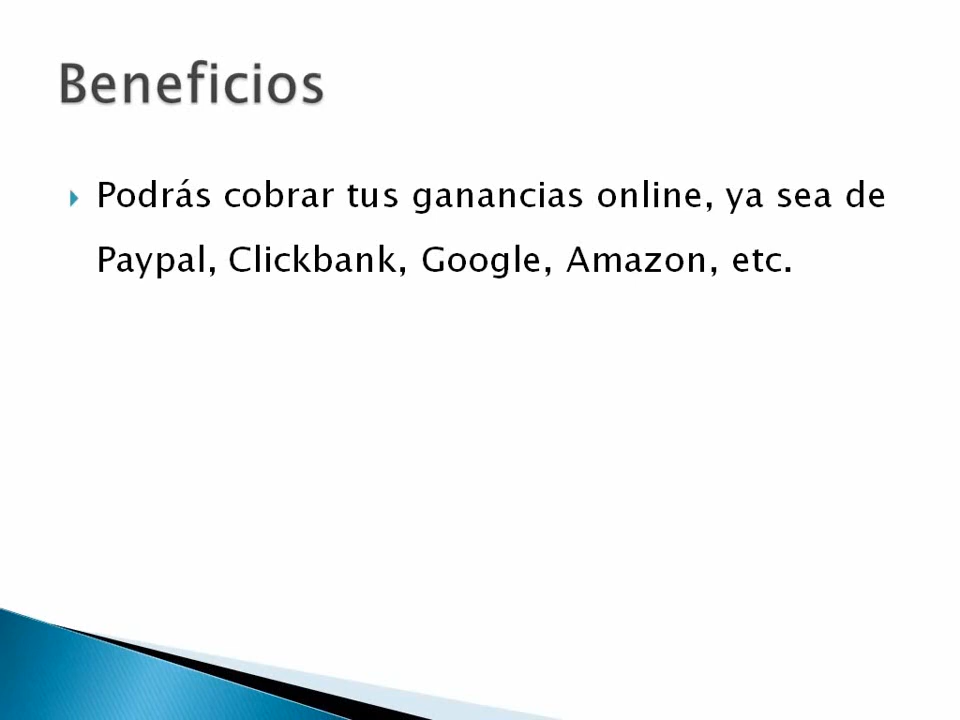 Beneficios
Podrás cobrar tus ganancias online, ya sea de
Paypal, Clickbank, Google, Amazon, etc.